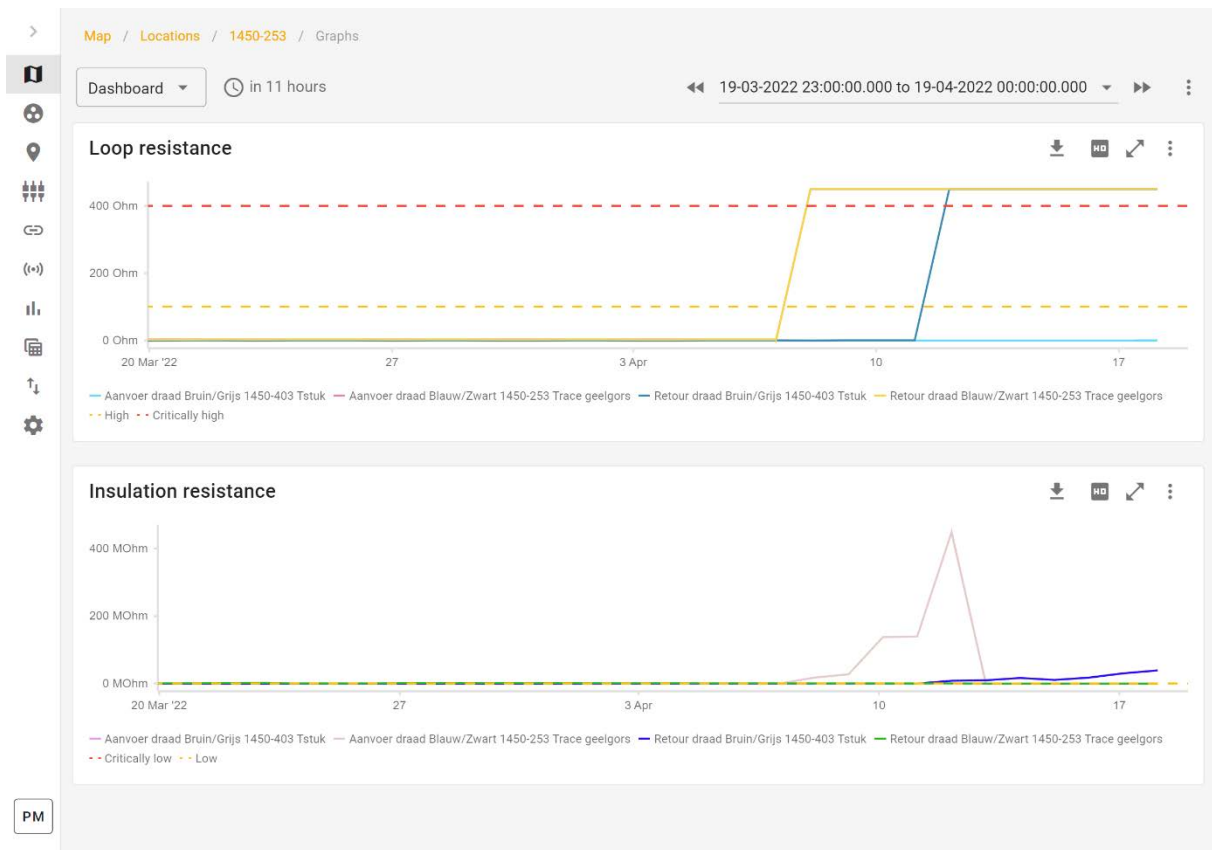 Map / Locations / 1450-253 / Graphs
Dashboard in 11 hours 19-03-2022 23:00:00.000 to 19-04-2022 00:00:00.000
Loop resistance HD
400 Ohm
200 Ohm
0 Ohm
20 Mar '22 27 3 Apr 10 17
Aanvoer draad Bruin/Grijs 1450-403 Tstuk Aanvoer draad Blauw/Zwart 1450-253 Trace geelgors Retour draad Bruin/Grijs 1450-403 Tstuk Retour draad Blauw/Zwart 1450-253 Trace geelgors
High Critically high
Insulation resistance HD
400 MOhm
200 MOhm
0 MOhm
20 Mar '22 27 3 Apr 10 17
Aanvoer draad Bruin/Grijs 1450-403 Tstuk Aanvoer draad Blauw/Zwart 1450-253 Trace geelgors Retour draad Bruin/Grijs 1450-403 Tstuk Retour draad Blauw/Zwart 1450-253 Trace geelgors
Critically low Low
PM